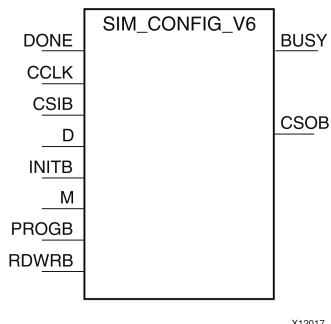 SIM_CONFIG_V6
DONE
BUSY
CCLK
CSIB
CSOB
D
INITB
M
PROGB
RDWRB
X12017